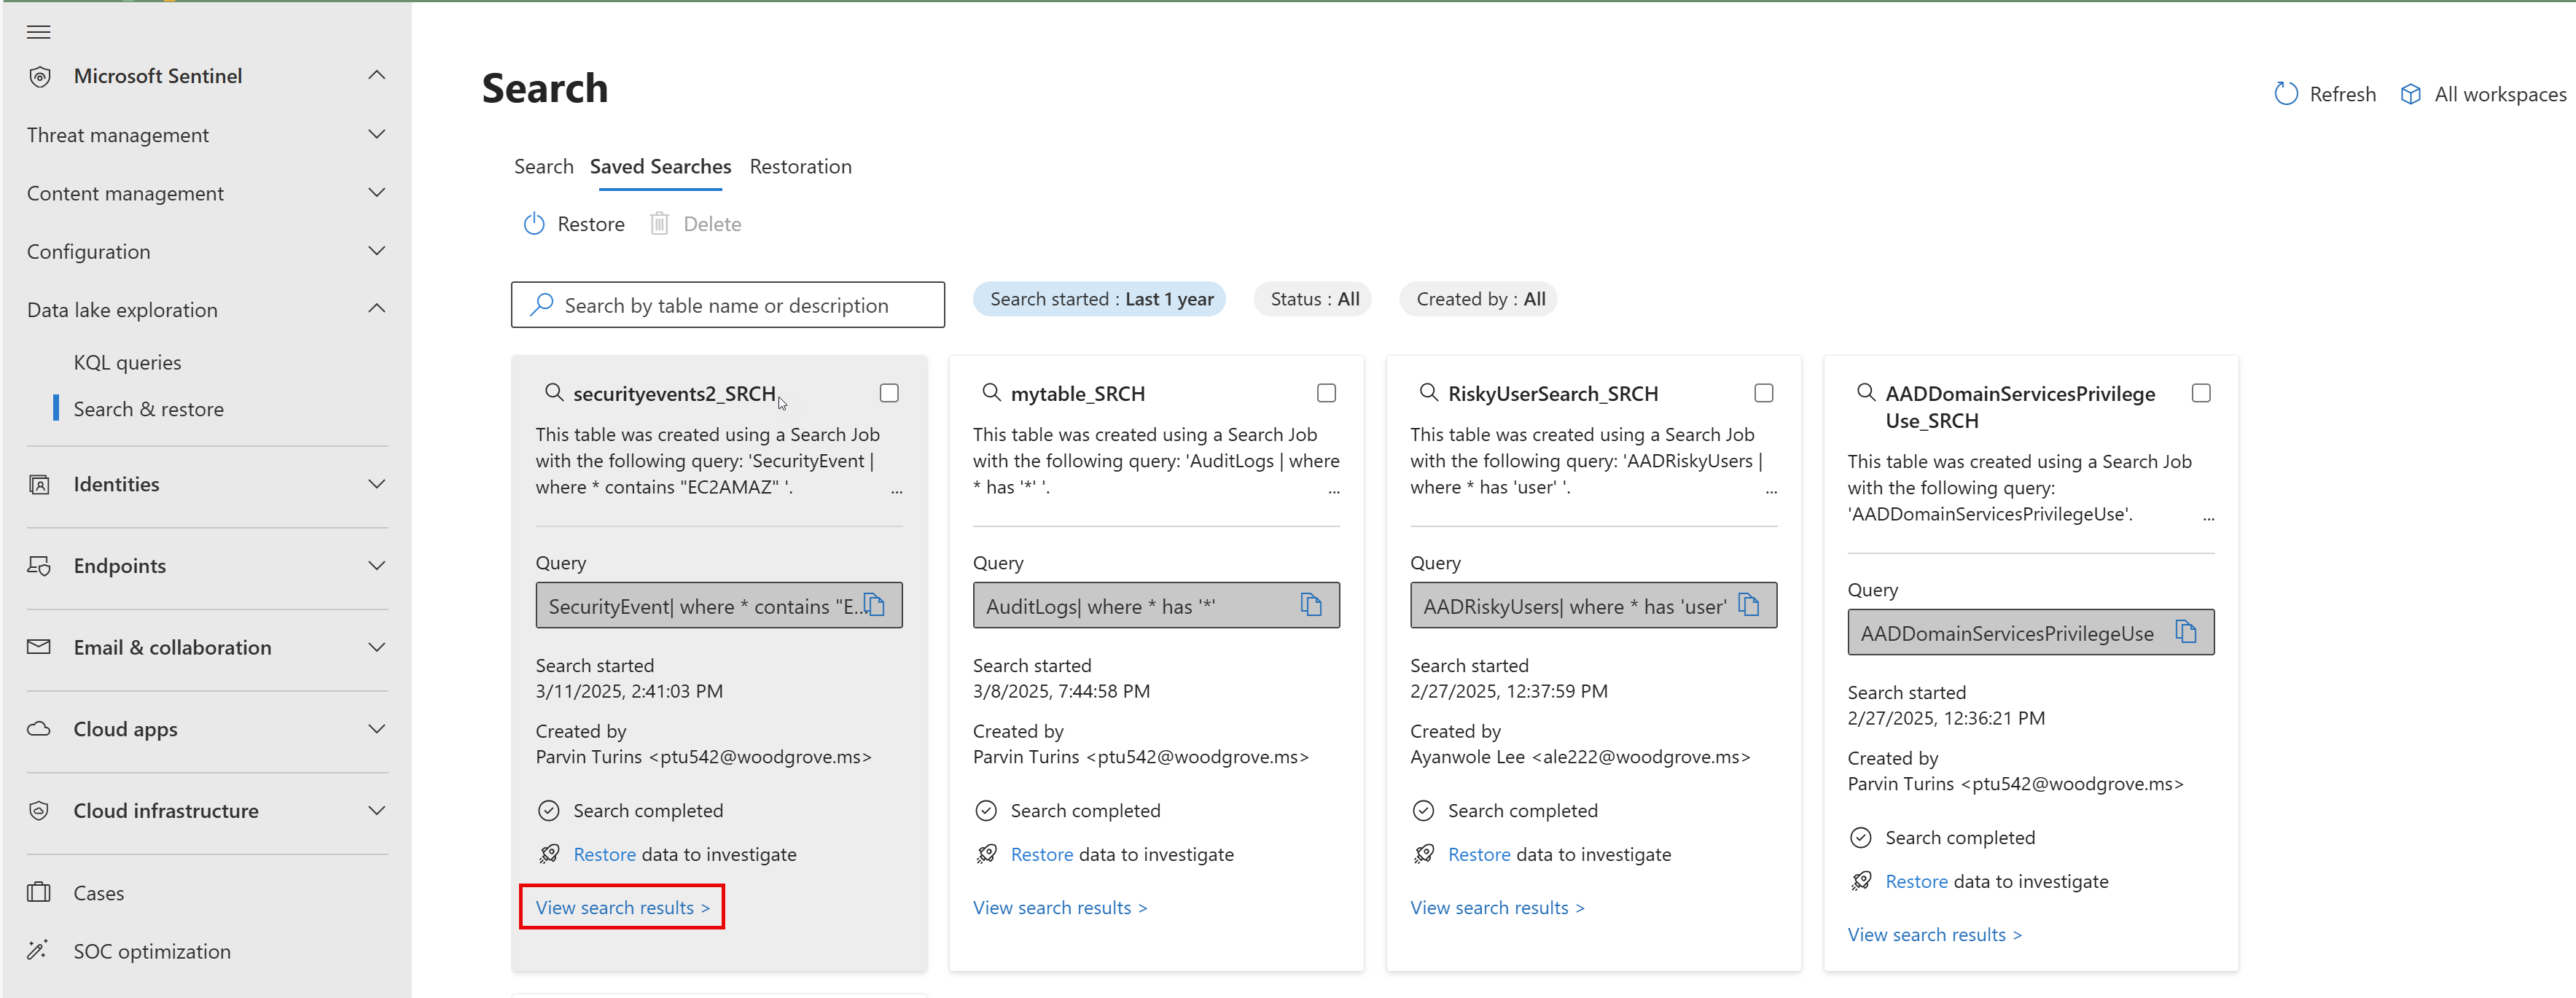 Microsoft Sentinel
Threat management
Content management
Configuration
Data lake exploration
KQL queries
Search & restore
Identities
Endpoints
Email & collaboration
Cloud apps
Cloud infrastructure
Cases
SOC optimization
Search
Refresh
All workspaces
Search
Saved Searches
Restoration
Restore
Delete
Search by table name or description
Search started : Last 1 year
Status : All
Created by : All
securityevents2_SRCH
This table was created using a Search Job
with the following query: 'SecurityEvent |
where * contains "EC2AMAZ" '.
...
Query
SecurityEvent| where * contains "E...
Search started
3/11/2025, 2:41:03 PM
Created by
Parvin Turins <ptu542@woodgrove.ms>
Search completed
Restore data to investigate
View search results >
mytable_SRCH
This table was created using a Search Job
with the following query: 'AuditLogs | where
* has '*' '.
...
Query
AuditLogs| where * has '*'
Search started
3/8/2025, 7:44:58 PM
Created by
Parvin Turins <ptu542@woodgrove.ms>
Search completed
Restore data to investigate
View search results >
RiskyUserSearch_SRCH
This table was created using a Search Job
with the following query: 'AADRiskyUsers |
where * has 'user' '.
...
Query
AADRiskyUsers| where * has 'user'
Search started
2/27/2025, 12:37:59 PM
Created by
Ayanwole Lee <ale222@woodgrove.ms>
Search completed
Restore data to investigate
View search results >
AADDomainServicesPrivilege
Use_SRCH
This table was created using a Search Job
with the following query:
'AADDomainServicesPrivilegeUse'.
...
Query
AADDomainServicesPrivilegeUse
Search started
2/27/2025, 12:36:21 PM
Created by
Parvin Turins <ptu542@woodgrove.ms>
Search completed
Restore data to investigate
View search results >